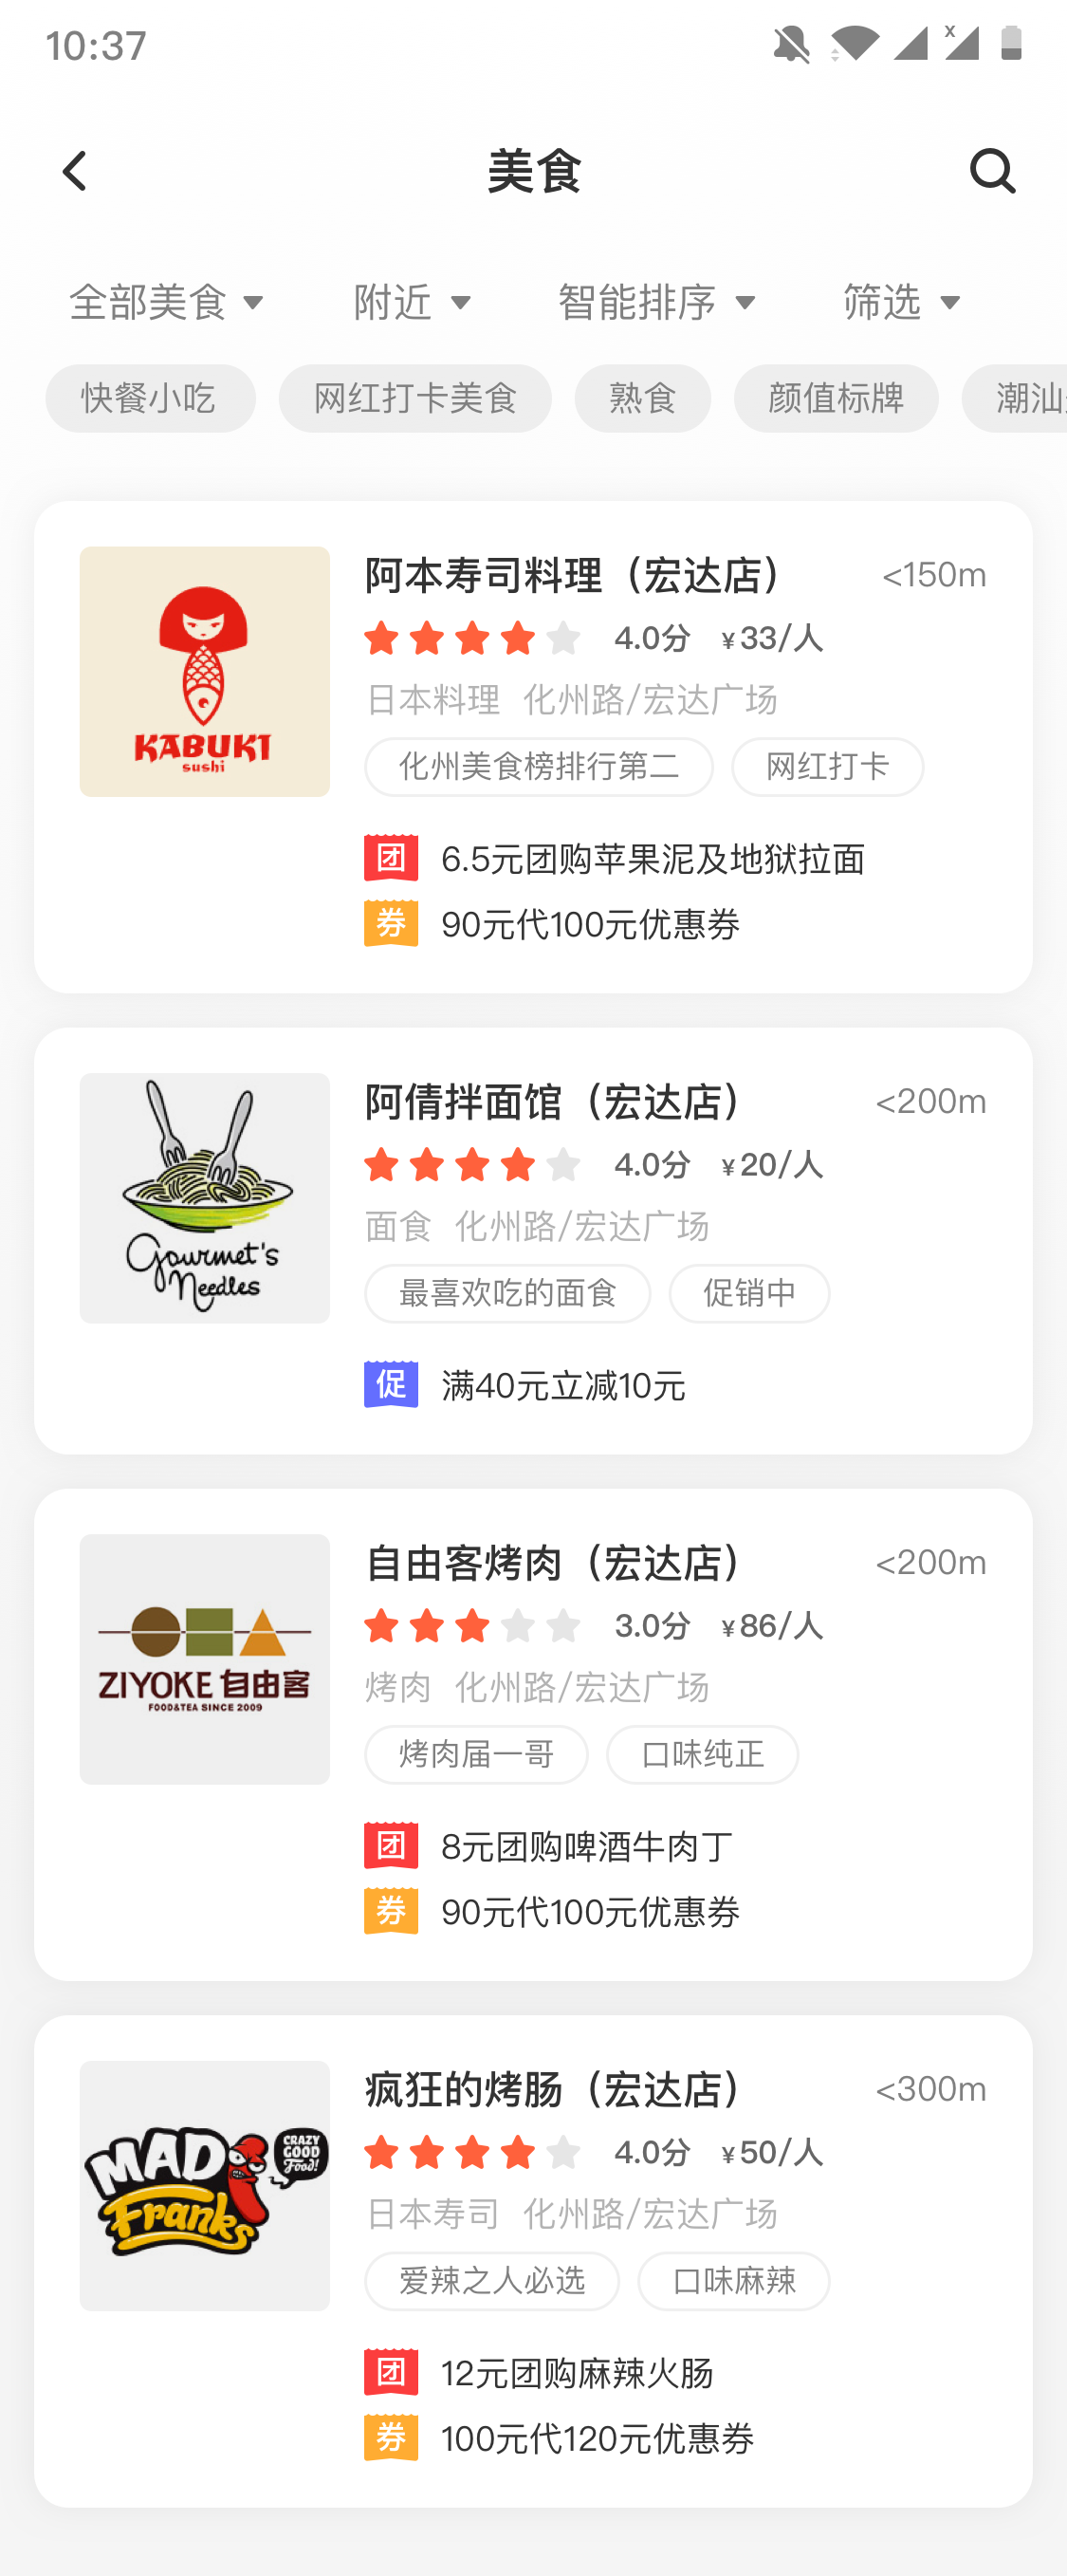 10:37
美食
全部美食 附近 智能排序 筛选
快餐小吃 网红打卡美食 熟食 颜值标牌 潮汕
阿本寿司料理（宏达店） <150m
4.0分 ¥33/人
日本料理 化州路/宏达广场
化州美食榜排行第二 网红打卡
KABUKI
sushi
团 6.5元团购苹果泥及地狱拉面
券 90元代100元优惠券
阿倩拌面馆（宏达店） <200m
4.0分 ¥20/人
面食 化州路/宏达广场
最喜欢吃的面食 促销中
Gourmet's
Needles
促 满40元立减10元
自由客烤肉（宏达店） <200m
3.0分 ¥86/人
烤肉 化州路/宏达广场
烤肉届一哥 口味纯正
ZIYOKE 自由客
FOOD&TEA SINCE 2009
团 8元团购啤酒牛肉丁
券 90元代100元优惠券
疯狂的烤肠（宏达店） <300m
4.0分 ¥50/人
日本寿司 化州路/宏达广场
爱辣之人必选 口味麻辣
MAD
Franks
CRAZY
GOOD
Food!
团 12元团购麻辣火肠
券 100元代120元优惠券